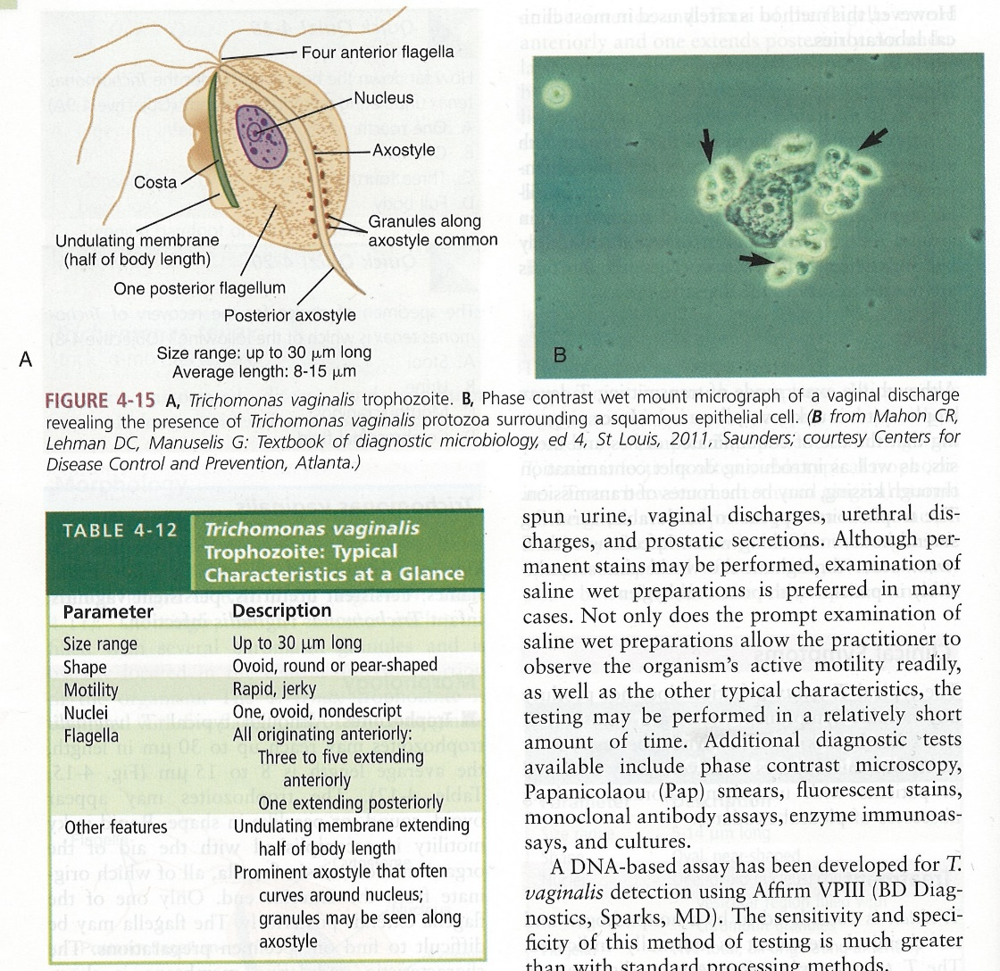 Four anterior flagella
Nucleus
Axostyle
Costa
Granules along
axostyle common
Undulating membrane
(half of body length)
One posterior flagellum
Posterior axostyle
Size range: up to 30 μm long
Average length: 8-15 μm
A
B
FIGURE 4-15 A, Trichomonas vaginalis trophozoite. B, Phase contrast wet mount micrograph of a vaginal discharge
revealing the presence of Trichomonas vaginalis protozoa surrounding a squamous epithelial cell. (B from Mahon CR,
Lehman DC, Manuselis G: Textbook of diagnostic microbiology, ed 4, St Louis, 2011, Saunders; courtesy Centers for
Disease Control and Prevention, Atlanta.)
TABLE 4-12
Trichomonas vaginalis
Trophozoite: Typical
Characteristics at a Glance
Parameter Description
Size range Up to 30 μm long
Shape Ovoid, round or pear-shaped
Motility Rapid, jerky
Nuclei One, ovoid, nondescript
Flagella All originating anteriorly:
Three to five extending
anteriorly
One extending posteriorly
Other features Undulating membrane extending
half of body length
Prominent axostyle that often
curves around nucleus;
granules may be seen along
axostyle
spun urine, vaginal discharges, urethral dis-
charges, and prostatic secretions. Although per-
manent stains may be performed, examination of
saline wet preparations is preferred in many
cases. Not only does the prompt examination of
saline wet preparations allow the practitioner to
observe the organism's active motility readily,
as well as the other typical characteristics, the
testing may be performed in a relatively short
amount of time. Additional diagnostic tests
available include phase contrast microscopy,
Papanicolaou (Pap) smears, fluorescent stains,
monoclonal antibody assays, enzyme immunoas-
says, and cultures.
A DNA-based assay has been developed for T.
vaginalis detection using Affirm VPIII (BD Diag-
nostics, Sparks, MD). The sensitivity and speci-
ficity of this method of testing is much greater
than with standard processing methods.